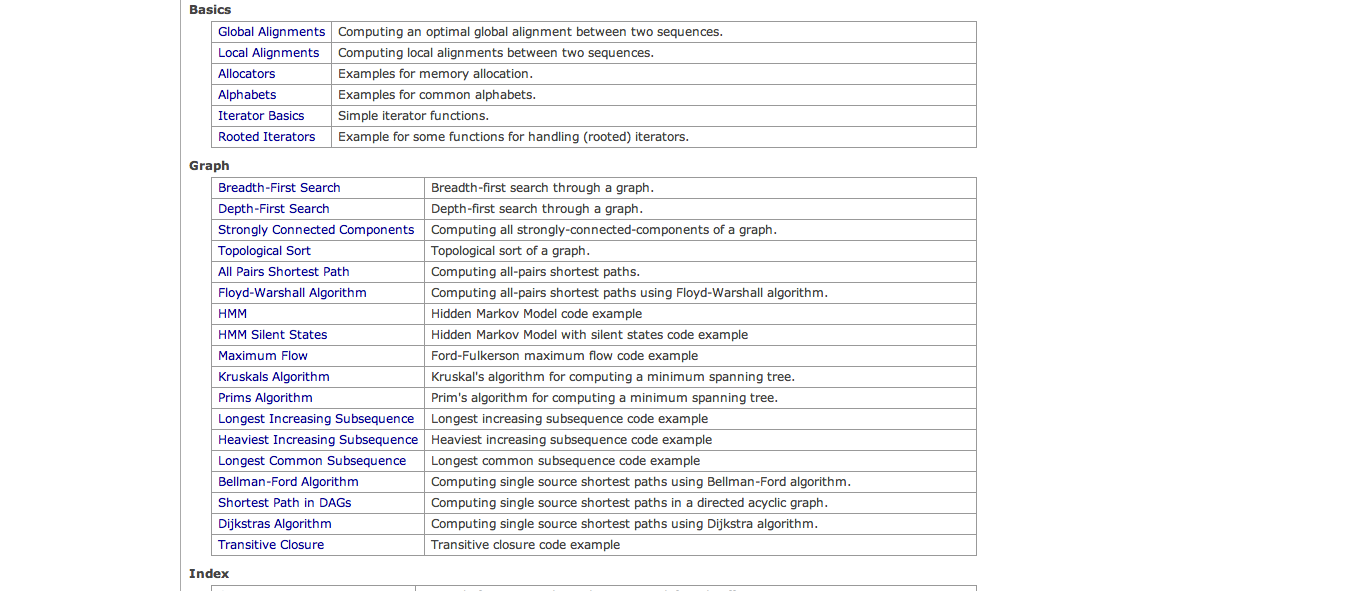 Basics
Global Alignments Computing an optimal global alignment between two sequences.
Local Alignments Computing local alignments between two sequences.
Allocators Examples for memory allocation.
Alphabets Examples for common alphabets.
Iterator Basics Simple iterator functions.
Rooted Iterators Example for some functions for handling (rooted) iterators.
Graph
Breadth-First Search Breadth-first search through a graph.
Depth-First Search Depth-first search through a graph.
Strongly Connected Components Computing all strongly-connected-components of a graph.
Topological Sort Topological sort of a graph.
All Pairs Shortest Path Computing all-pairs shortest paths.
Floyd-Warshall Algorithm Computing all-pairs shortest paths using Floyd-Warshall algorithm.
HMM Hidden Markov Model code example
HMM Silent States Hidden Markov Model with silent states code example
Maximum Flow Ford-Fulkerson maximum flow code example
Kruskals Algorithm Kruskal's algorithm for computing a minimum spanning tree.
Prims Algorithm Prim's algorithm for computing a minimum spanning tree.
Longest Increasing Subsequence Longest increasing subsequence code example
Heaviest Increasing Subsequence Heaviest increasing subsequence code example
Longest Common Subsequence Longest common subsequence code example
Bellman-Ford Algorithm Computing single source shortest paths using Bellman-Ford algorithm.
Shortest Path in DAGs Computing single source shortest paths in a directed acyclic graph.
Dijkstras Algorithm Computing single source shortest paths using Dijkstra algorithm.
Transitive Closure Transitive closure code example
Index